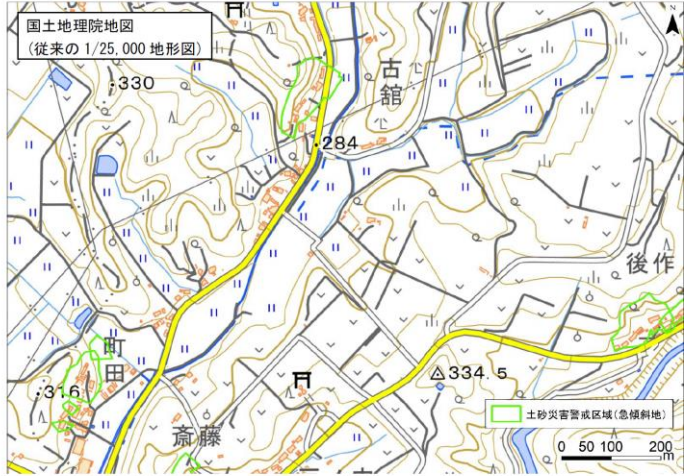 国土地理院地図
(従来の 1/25,000 地形図)
330
古舘
284
後作
町田
316
334.5
土砂災害警戒区域(急傾斜地)
斎藤
0 50 100 200
m